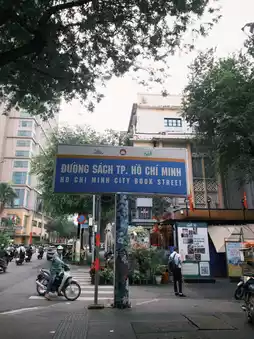 ĐƯỜNG SÁCH TP. HỒ CHÍ MINH
HO CHI MINH CITY BOOK STREET